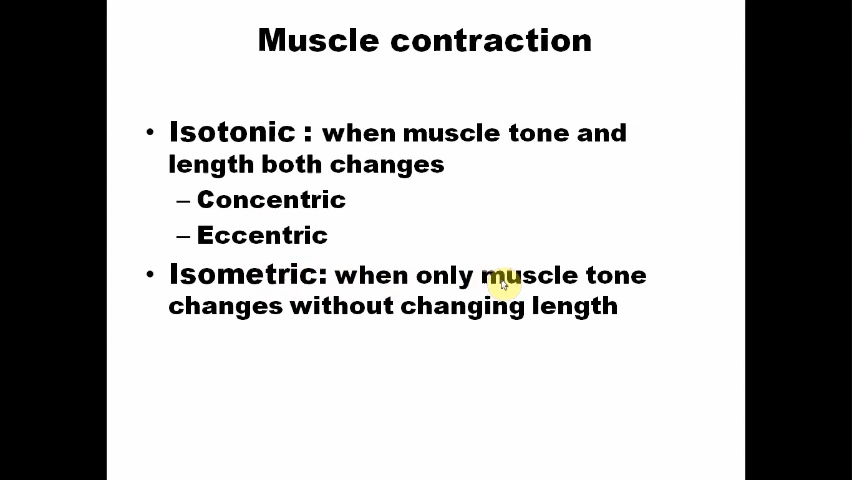 Muscle contraction
• Isotonic : when muscle tone and
length both changes
– Concentric
– Eccentric
• Isometric: when only muscle tone
changes without changing length